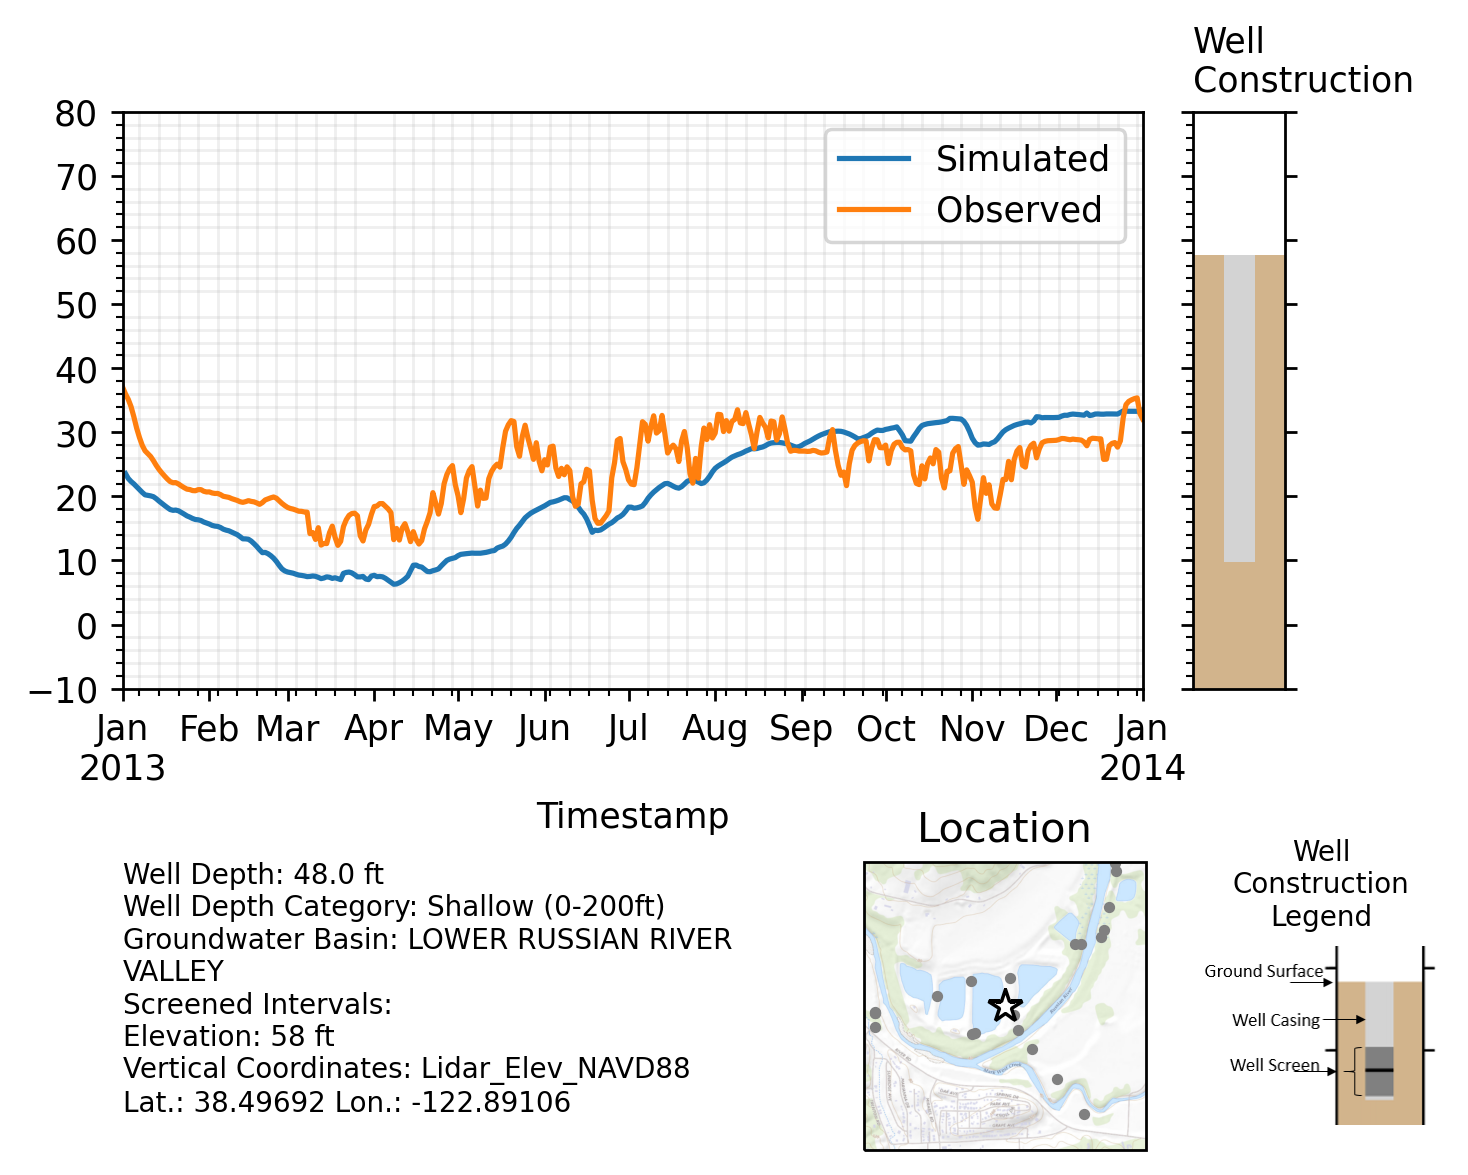 Well
Construction
80
70
60
50
40
30
20
10
0
−10
Simulated
Observed
Jan Feb Mar Apr May Jun Jul Aug Sep Oct Nov Dec Jan
2013 2014
Timestamp
Well Depth: 48.0 ft
Well Depth Category: Shallow (0-200ft)
Groundwater Basin: LOWER RUSSIAN RIVER
VALLEY
Screened Intervals:
Elevation: 58 ft
Vertical Coordinates: Lidar_Elev_NAVD88
Lat.: 38.49692 Lon.: -122.89106
Location
Well
Construction
Legend
Ground Surface
Well Casing
Well Screen